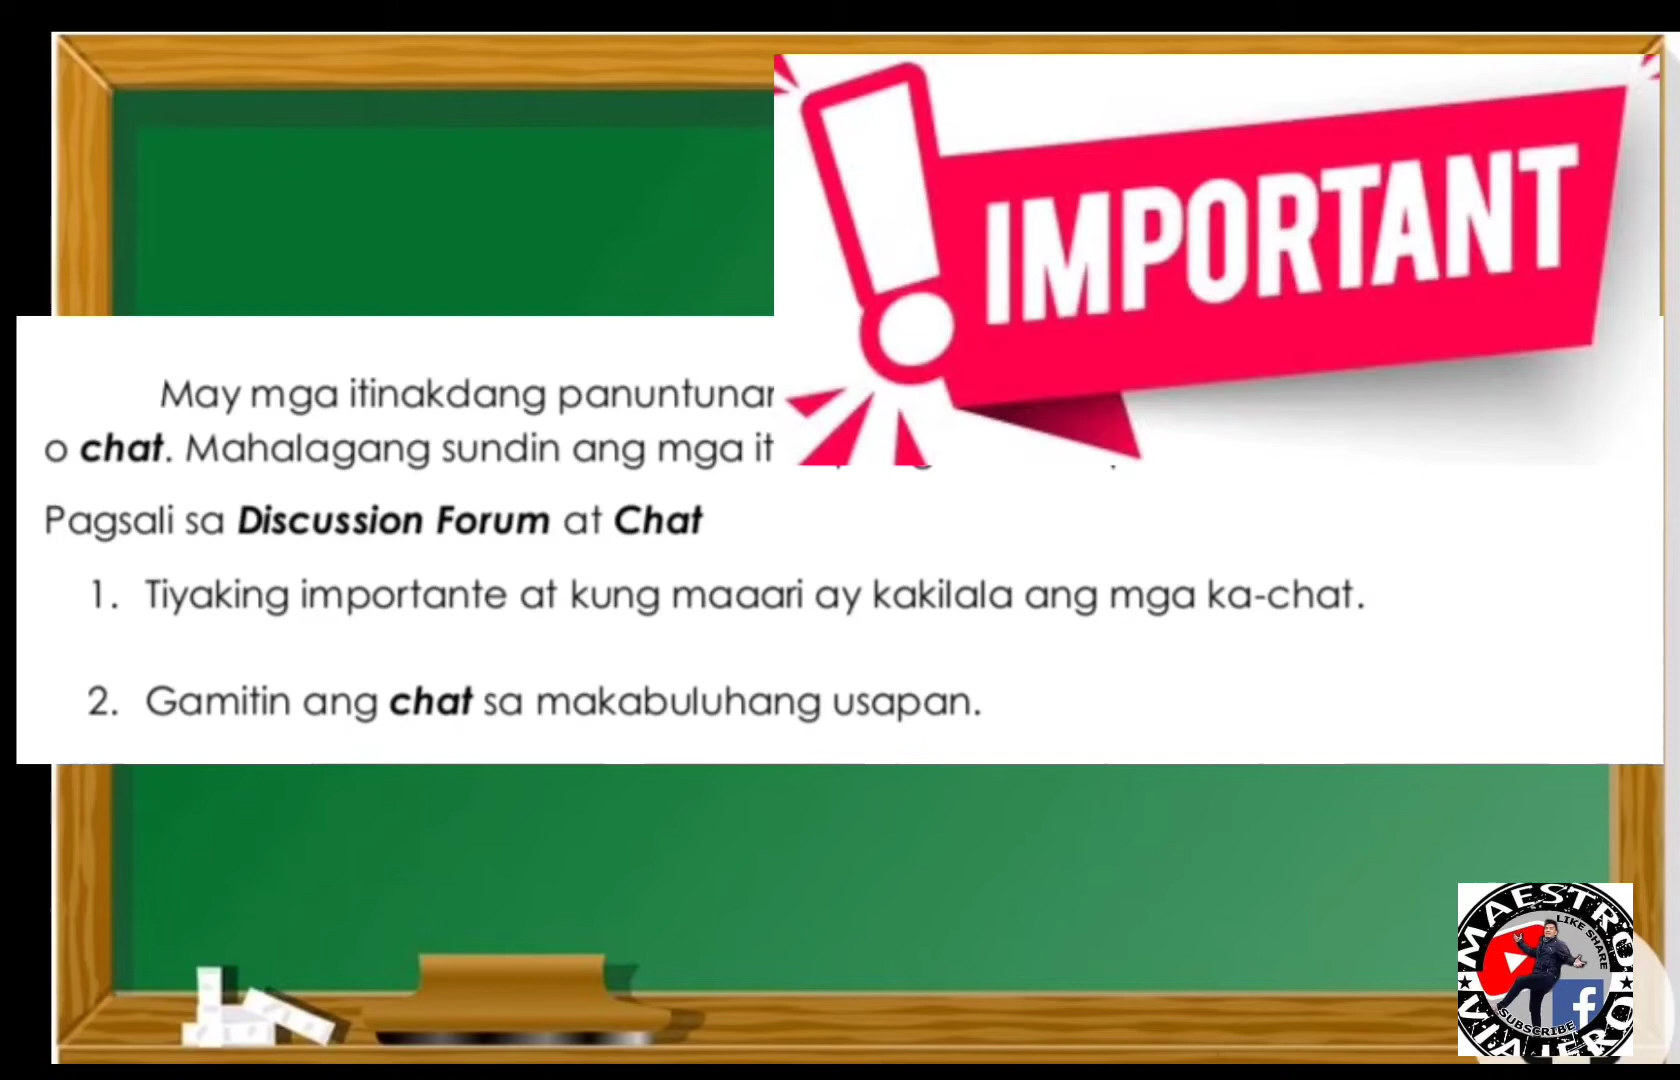 IMPORTANT
May mga itinakdang
o chat. Mahalagang sundin ang mga
Pagsali sa Discussion Forum at Chat
1. Tiyaking importante at kung maaari ay kakilala ang mga ka-chat.
2. Gamitin ang chat sa makabuluhang usapan.
MAESTRO
LIKE SHARE
f
SUBSCRIBE
VIAJERO